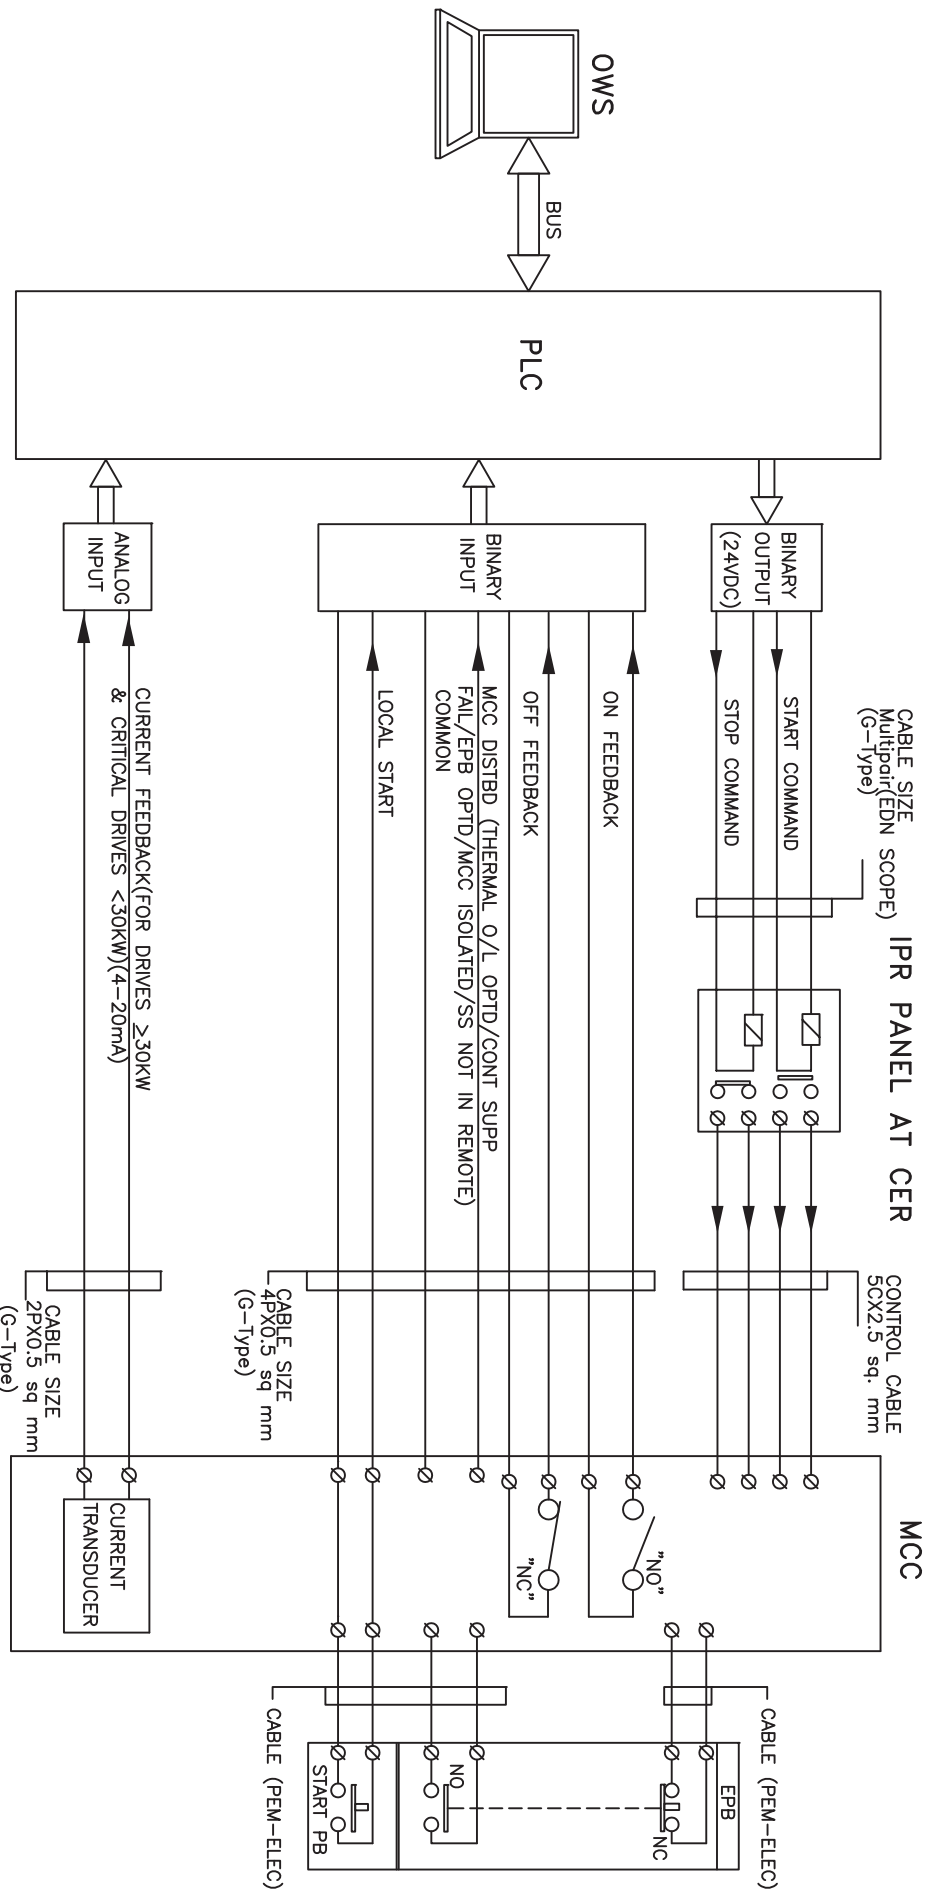 OWS
BUS
PLC
BINARY
OUTPUT
(24VDC)
BINARY
INPUT
ANALOG
INPUT
START COMMAND
STOP COMMAND
ON FEEDBACK
OFF FEEDBACK
MCC DISTBD (THERMAL O/L OPTD/CONT SUPP
FAIL/EPB OPTD/MCC ISOLATED/SS NOT IN REMOTE)
COMMON
LOCAL START
CURRENT FEEDBACK(FOR DRIVES ≥30KW
& CRITICAL DRIVES <30KW)(4-20mA)
CABLE SIZE
Multipair(EDN SCOPE)
(G-Type)
IPR PANEL AT CER
CONTROL CABLE
5CX2.5 sq. mm
CABLE SIZE
4PX0.5 sq mm
(G-Type)
CABLE SIZE
2PX0.5 sq mm
(G-Type)
MCC
"NO"
"NC"
CURRENT
TRANSDUCER
CABLE (PEM-ELEC)
CABLE (PEM-ELEC)
EPB
NC
NO
START PB